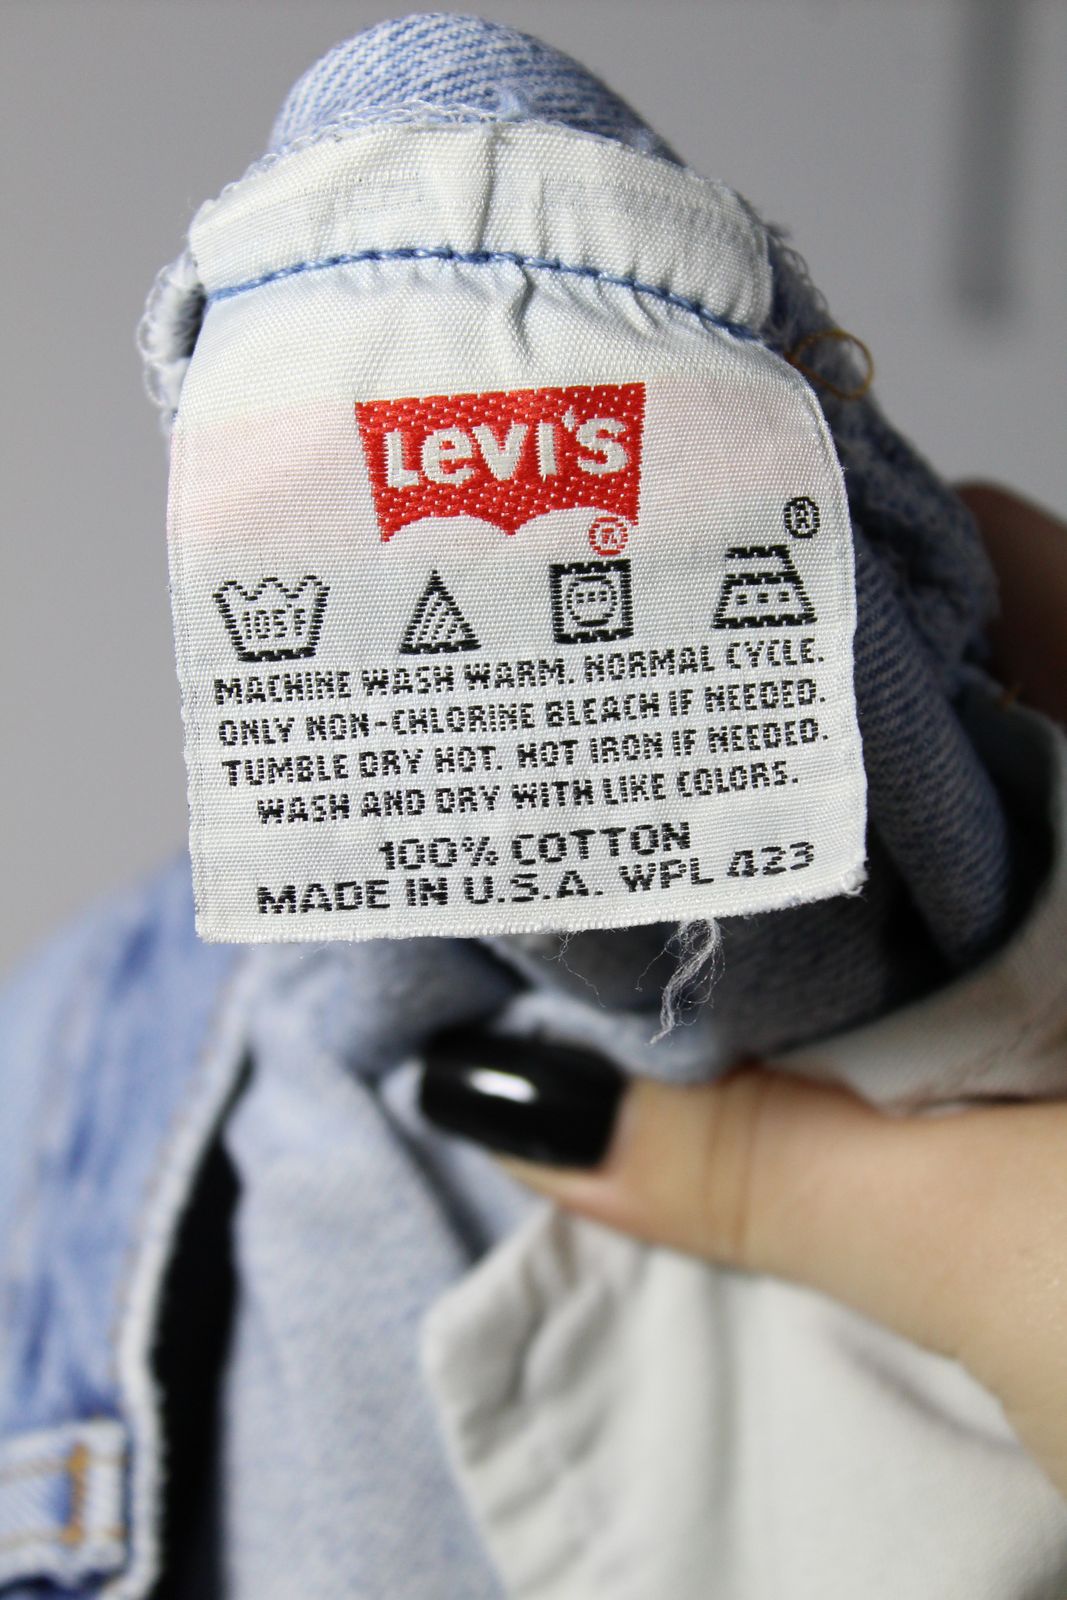 Levi's
®
®
105°F
MACHINE WASH WARM. NORMAL CYCLE.
ONLY NON-CHLORINE BLEACH IF NEEDED.
TUMBLE DRY HOT. HOT IRON IF NEEDED.
WASH AND DRY WITH LIKE COLORS.
100% COTTON
MADE IN U.S.A. WPL 423